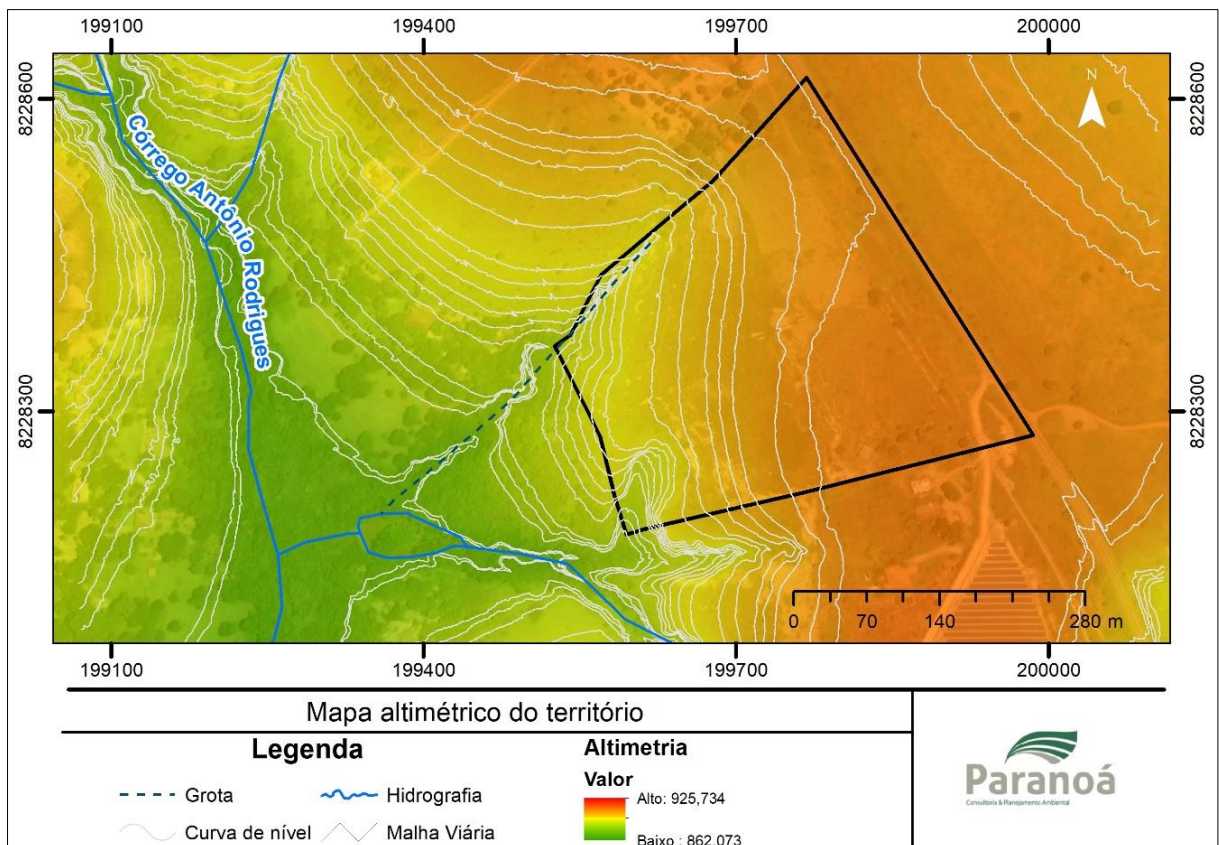 199100 199400 199700 200000
8228600 8228600
N
Córrego Antônio Rodrigues
8228300 8228300
0 70 140 280 m
199100 199400 199700 200000
Mapa altimétrico do território
Legenda
Grota
Hidrografia
Curva de nível
Malha Viária
Altimetria
Valor
Alto: 925,734
Baixo : 862,073
Paranoá
Consultoria & Planejamento Ambiental